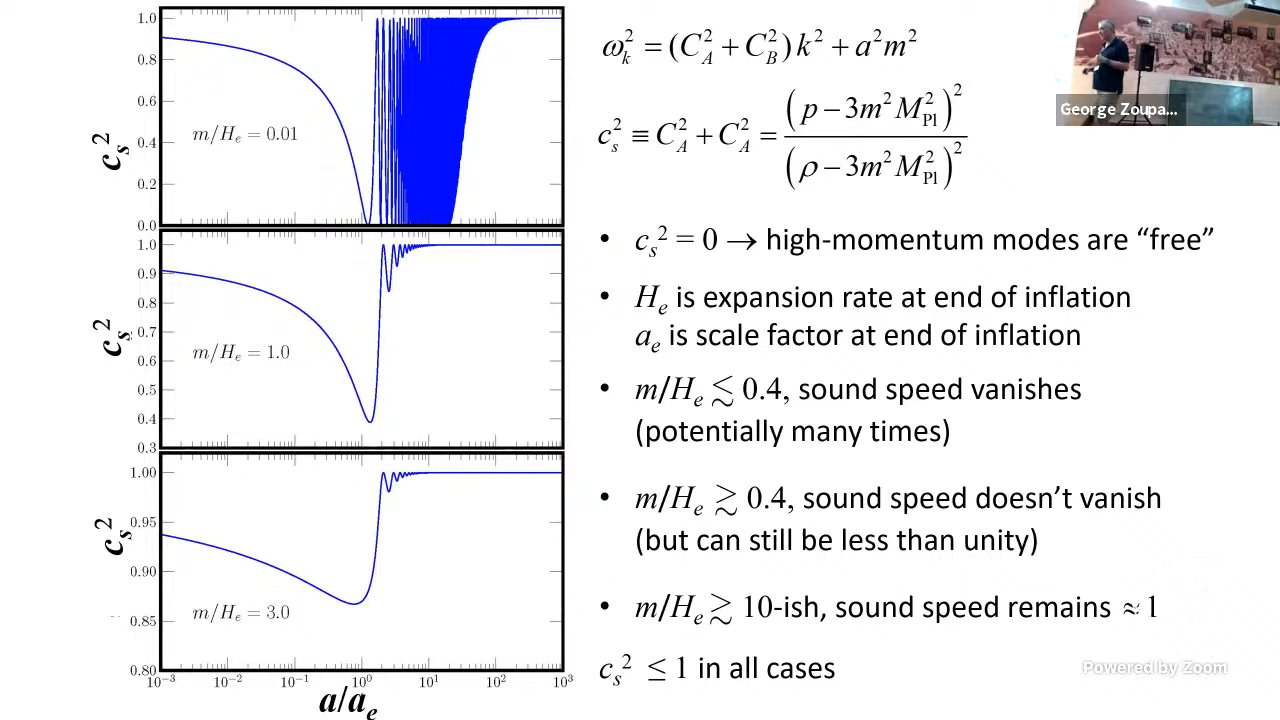 1.0
0.8
0.6
0.4
0.2
0.0
c_s^2
m/H_e = 0.01
1.0
0.9
0.8
0.7
0.6
0.5
0.4
0.3
c_s^2
m/H_e = 1.0
1.00
0.95
0.90
0.85
0.80
c_s^2
m/H_e = 3.0
10^{-3} 10^{-2} 10^{-1} 10^0 10^1 10^2 10^3
a/a_e
ω_k^2 = (C_A^2 + C_B^2) k^2 + a^2 m^2
c_s^2 ≡ C_A^2 + C_A^2 = (p − 3m^2 M_Pl^2)^2 / (ρ − 3m^2 M_Pl^2)^2
• c_s^2 = 0 → high-momentum modes are “free”
• H_e is expansion rate at end of inflation
a_e is scale factor at end of inflation
• m/H_e ≲ 0.4, sound speed vanishes
(potentially many times)
• m/H_e ≳ 0.4, sound speed doesn’t vanish
(but can still be less than unity)
• m/H_e ≳ 10-ish, sound speed remains ≈ 1
c_s^2 ≤ 1 in all cases
George Zoupa...
Powered by Zoom